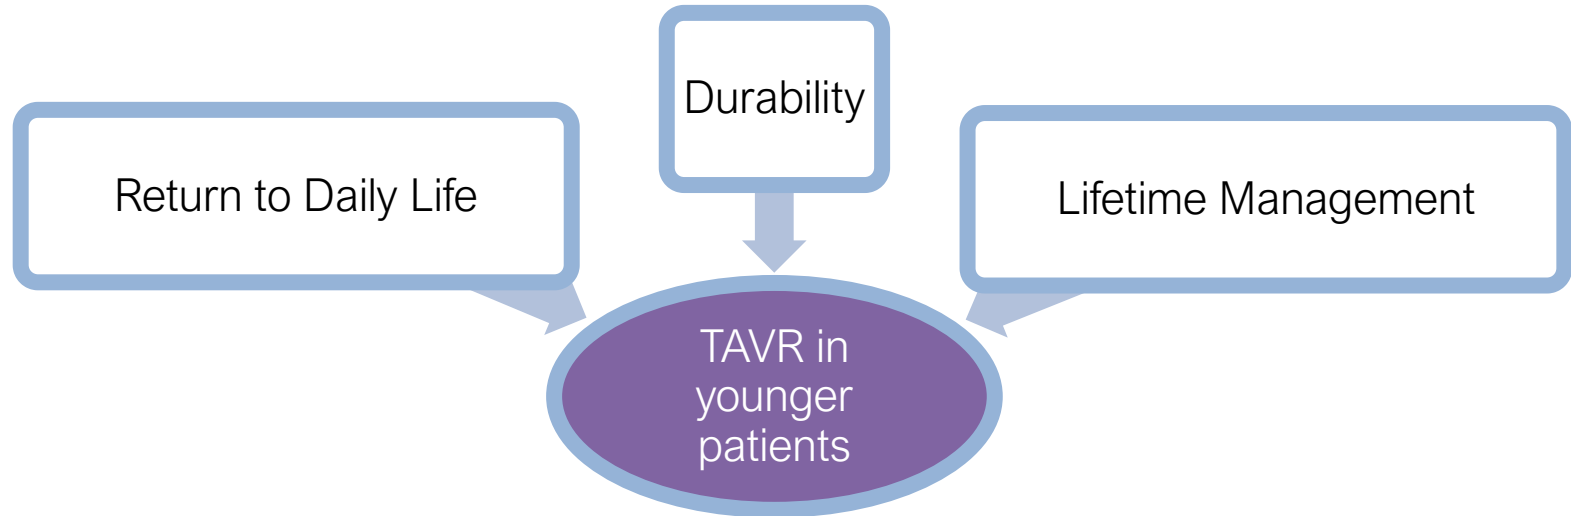 Durability
Return to Daily Life
Lifetime Management
TAVR in
younger
patients